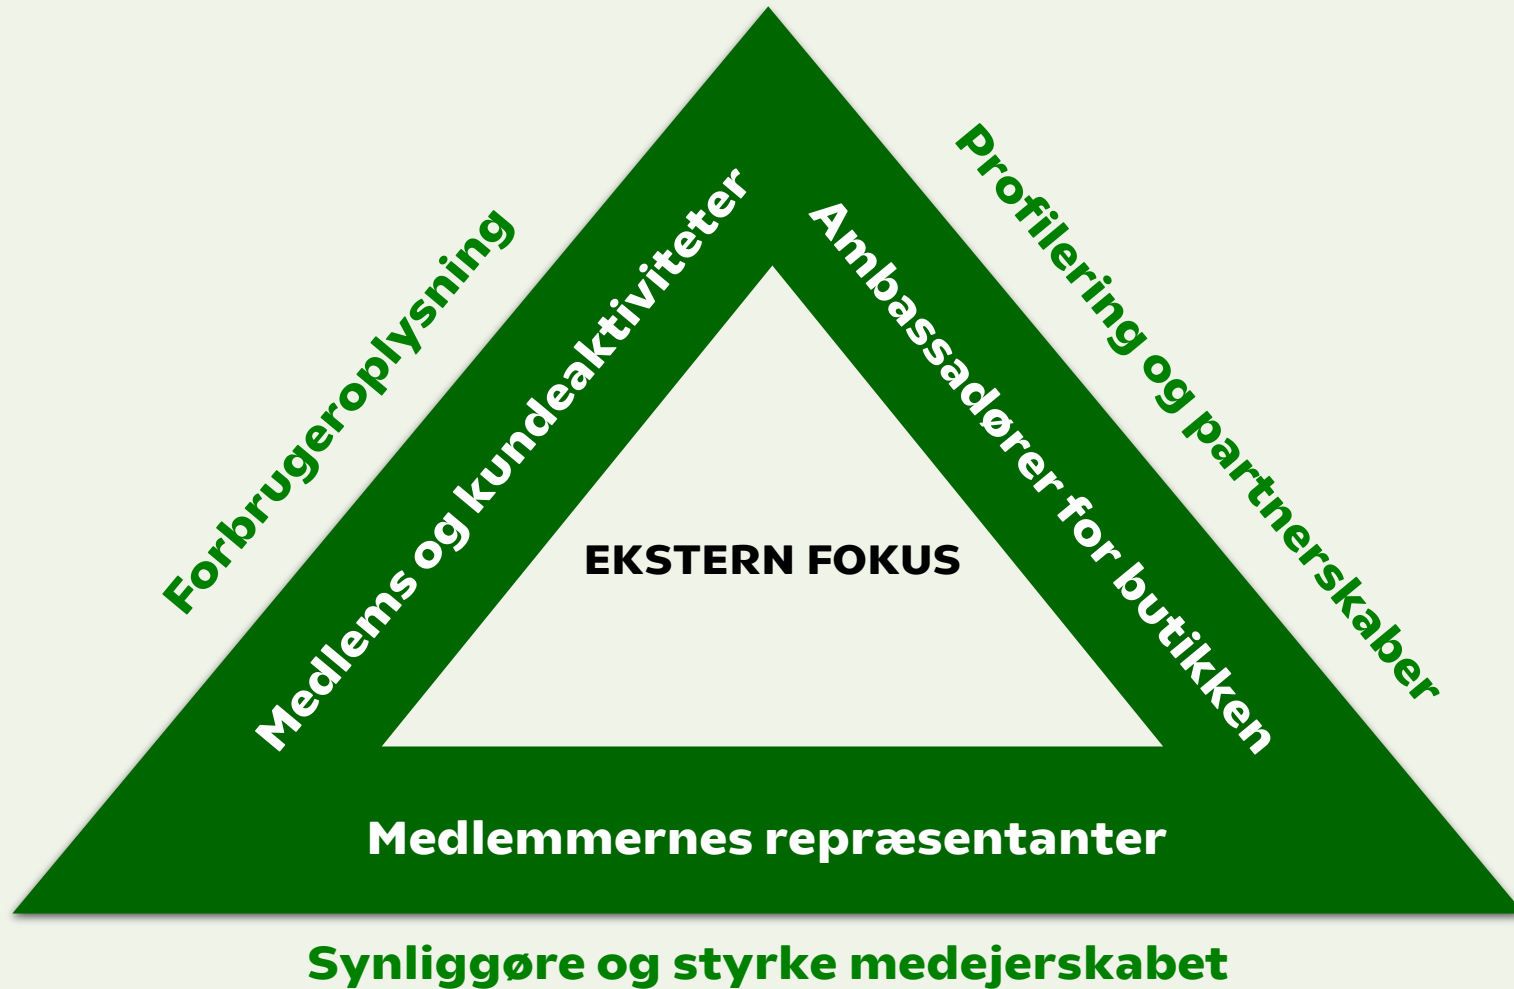 Forbrugeroplysning
Medlems og kundeaktiviteter
Ambassadører for butikken
Profilering og partnerskaber
EKSTERN FOKUS
Medlemmernes repræsentanter
Synliggøre og styrke medejerskabet